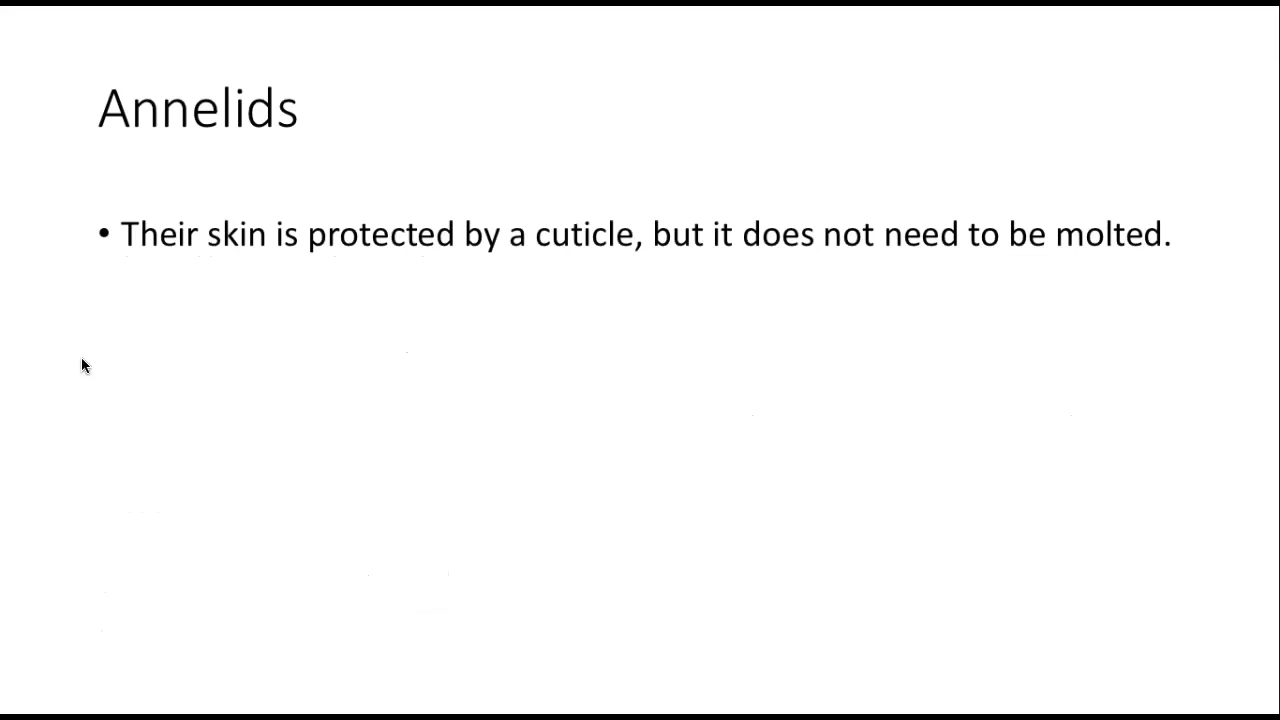 Annelids
• Their skin is protected by a cuticle, but it does not need to be molted.